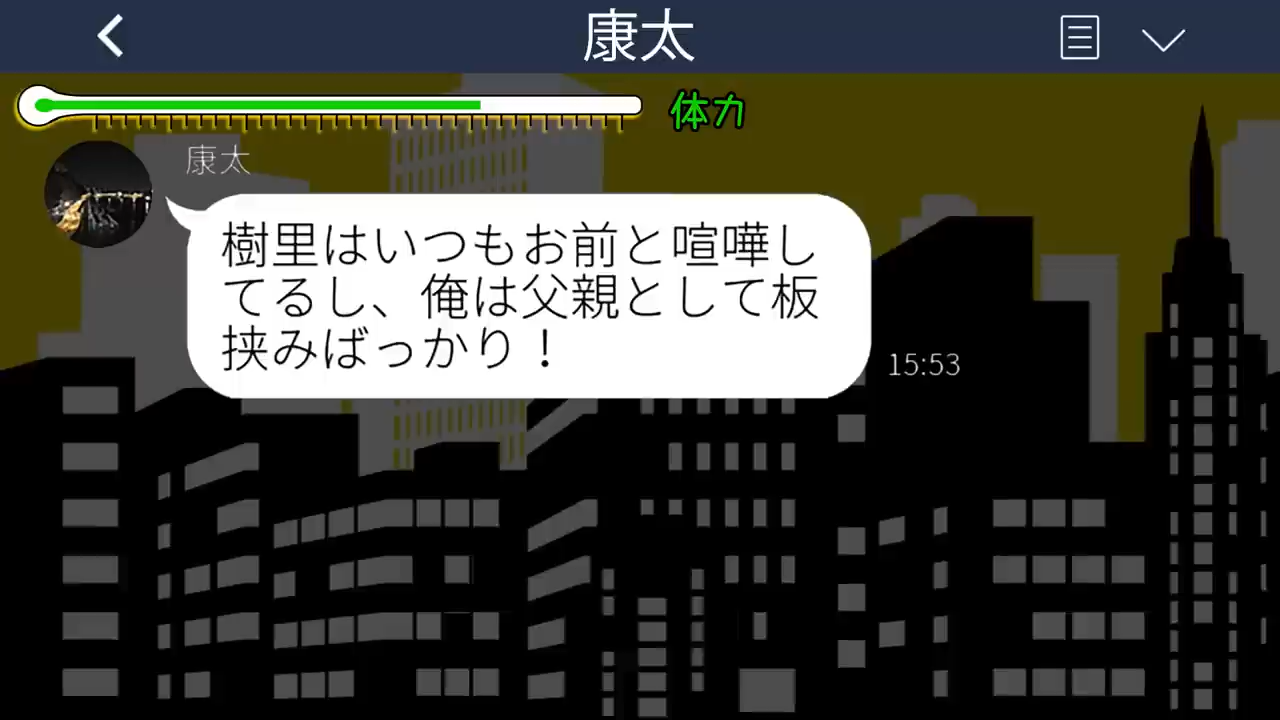 康太
体力
康太
樹里はいつもお前と喧嘩し
てるし、俺は父親として板
挟みばっかり！
15:53